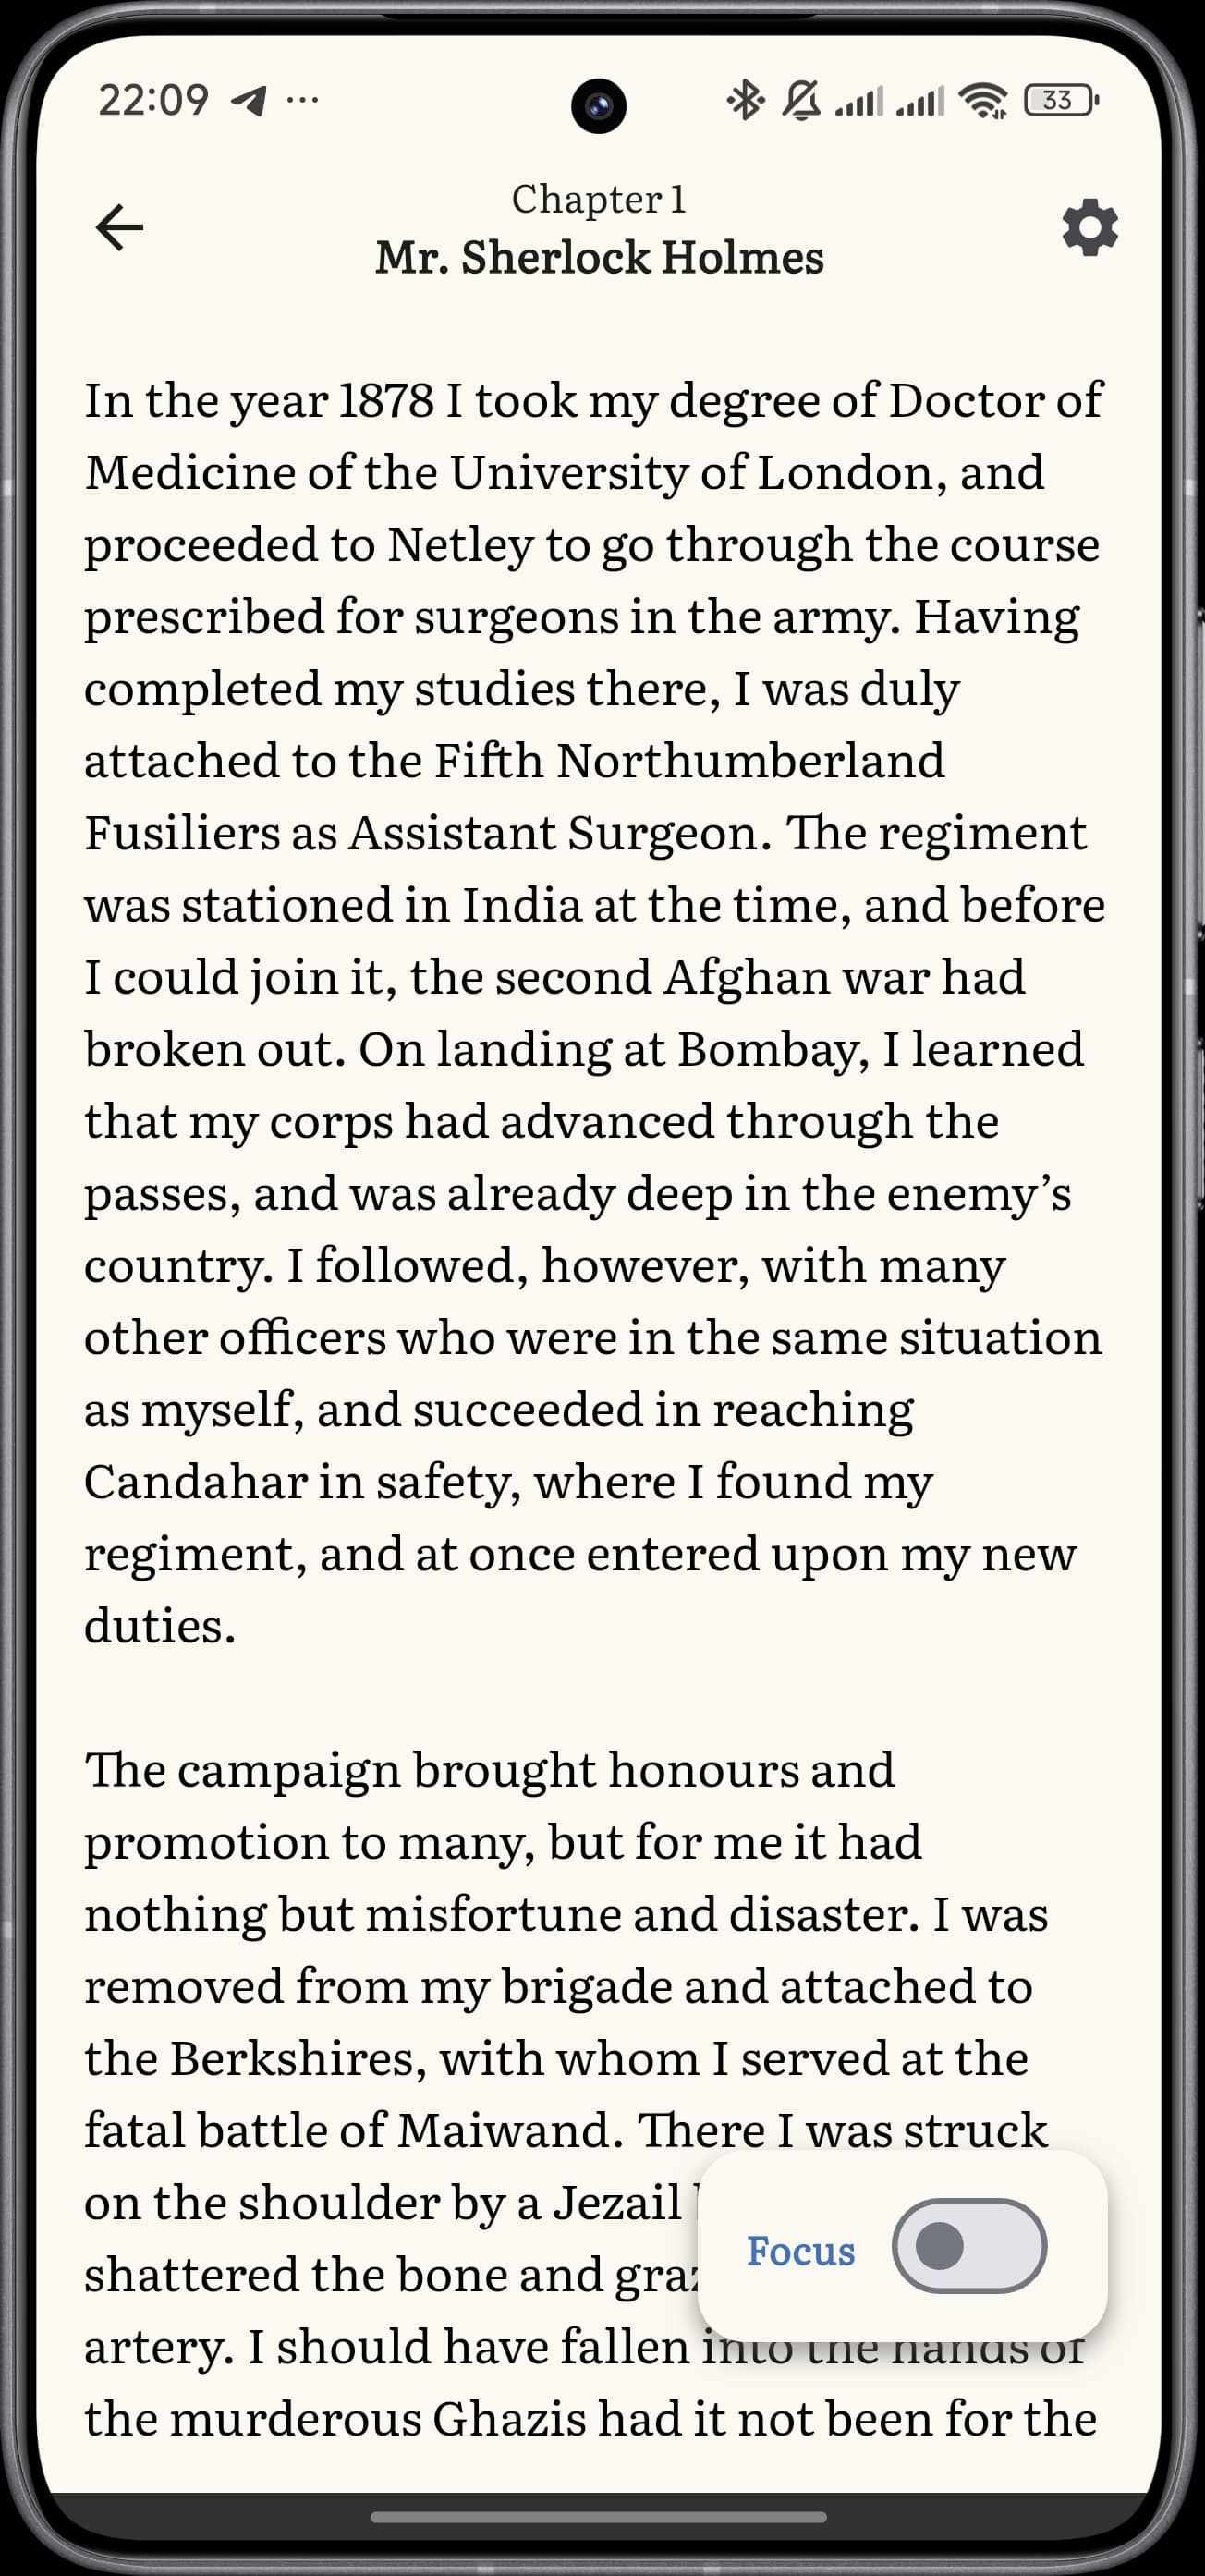 22:09 ...
33
Chapter 1
Mr. Sherlock Holmes
In the year 1878 I took my degree of Doctor of
Medicine of the University of London, and
proceeded to Netley to go through the course
prescribed for surgeons in the army. Having
completed my studies there, I was duly
attached to the Fifth Northumberland
Fusiliers as Assistant Surgeon. The regiment
was stationed in India at the time, and before
I could join it, the second Afghan war had
broken out. On landing at Bombay, I learned
that my corps had advanced through the
passes, and was already deep in the enemy’s
country. I followed, however, with many
other officers who were in the same situation
as myself, and succeeded in reaching
Candahar in safety, where I found my
regiment, and at once entered upon my new
duties.
The campaign brought honours and
promotion to many, but for me it had
nothing but misfortune and disaster. I was
removed from my brigade and attached to
the Berkshires, with whom I served at the
fatal battle of Maiwand. There I was struck
on the shoulder by a Jezail
shattered the bone and
artery. I should have fallen into the hands of
the murderous Ghazis had it not been for the
Focus